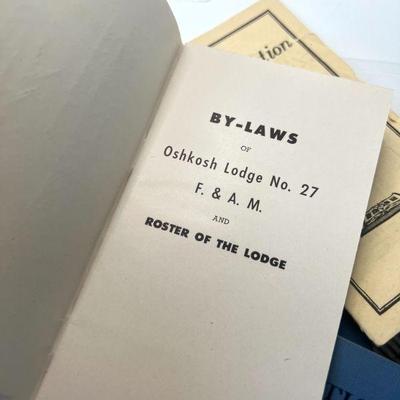 BY-LAWS
OF
Oshkosh Lodge No. 27
F. & A. M.
AND
ROSTER OF THE LODGE